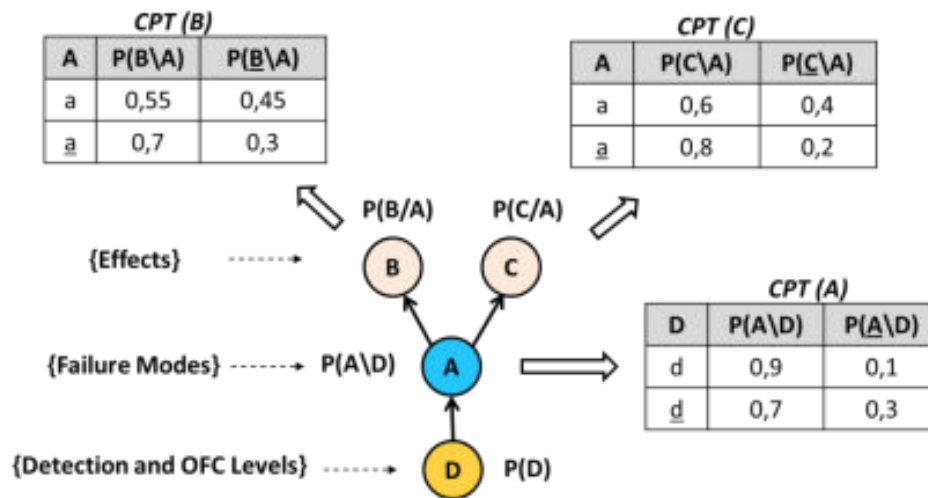 CPT (B)
A P(B\A) P(B\A)
a 0,55 0,45
a 0,7 0,3
CPT (C)
A P(C\A) P(C\A)
a 0,6 0,4
a 0,8 0,2
P(B/A) P(C/A)
{Effects} B C
CPT (A)
D P(A\D) P(A\D)
d 0,9 0,1
d 0,7 0,3
{Failure Modes} P(A\D) A
{Detection and OFC Levels} D P(D)